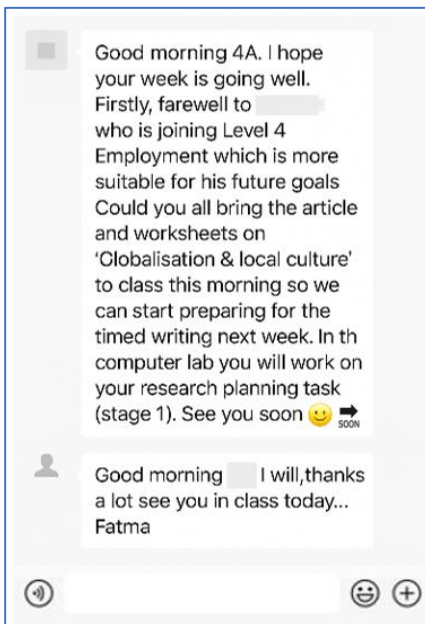 Good morning 4A. I hope
your week is going well.
Firstly, farewell to
who is joining Level 4
Employment which is more
suitable for his future goals
Could you all bring the article
and worksheets on
‘Globalisation & local culture’
to class this morning so we
can start preparing for the
timed writing next week. In th
computer lab you will work on
your research planning task
(stage 1). See you soon 🙂 🔜
SOON
Good morning I will,thanks
a lot see you in class today...
Fatma